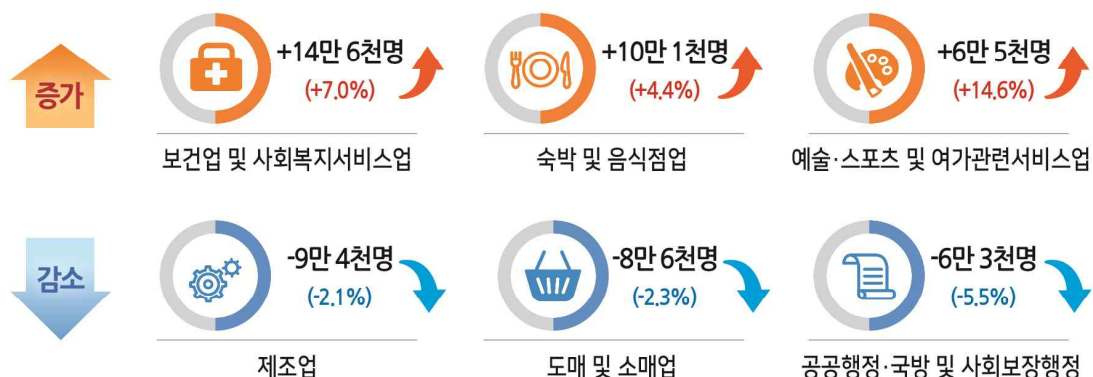 증가
+14만 6천명
(+7.0%)
보건업 및 사회복지서비스업
+10만 1천명
(+4.4%)
숙박 및 음식점업
+6만 5천명
(+14.6%)
예술·스포츠 및 여가관련서비스업
감소
-9만 4천명
(-2.1%)
제조업
-8만 6천명
(-2.3%)
도매 및 소매업
-6만 3천명
(-5.5%)
공공행정·국방 및 사회보장행정